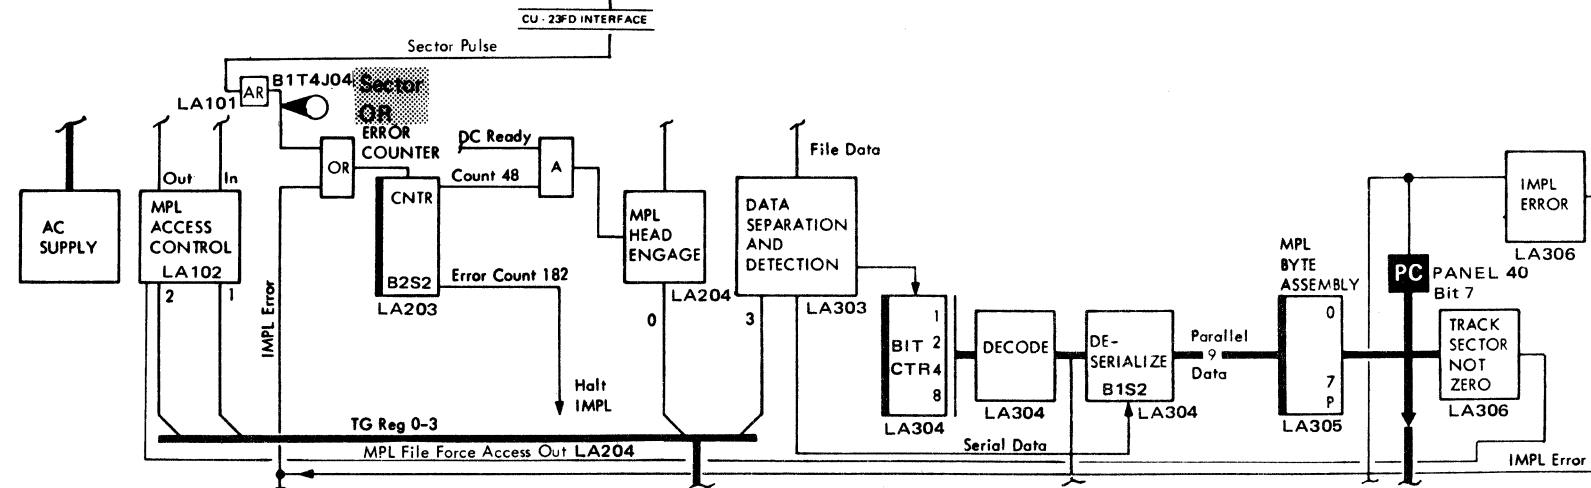 CU - 23FD INTERFACE
Sector Pulse
AR
B1T4J04
Sector
OR
LA101
ERROR
COUNTER
OR
DC Ready
A
File Data
Out
In
Count 48
AC
SUPPLY
MPL
ACCESS
CONTROL
LA102
2
1
CNTR
B2S2
LA203
Error Count 182
IMPL Error
Halt
IMPL
MPL
HEAD
ENGAGE
LA204
0
DATA
SEPARATION
AND
DETECTION
LA303
3
BIT
CTR
1
2
4
8
LA304
DECODE
LA304
DE-
SERIALIZE
B1S2
LA304
Parallel
9
Data
MPL
BYTE
ASSEMBLY
0
7
P
LA305
PC
PANEL 40
Bit 7
IMPL
ERROR
LA306
TRACK
SECTOR
NOT
ZERO
LA306
TG Reg 0-3
MPL File Force Access Out LA204
Serial Data
IMPL Error